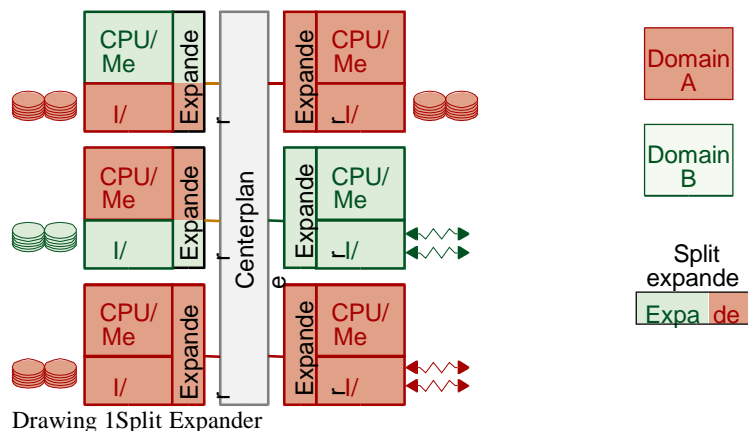 CPU/
Me
I/
Expande
r
CPU/
Me
I/
Expande
r
Domain
A
CPU/
Me
I/
Expande
r
Centerplan
e
CPU/
Me
I/
Expande
r
Domain
B
CPU/
Me
I/
Expande
r
CPU/
Me
I/
Expande
r
Split
expande
Expa de
Drawing 1Split Expander